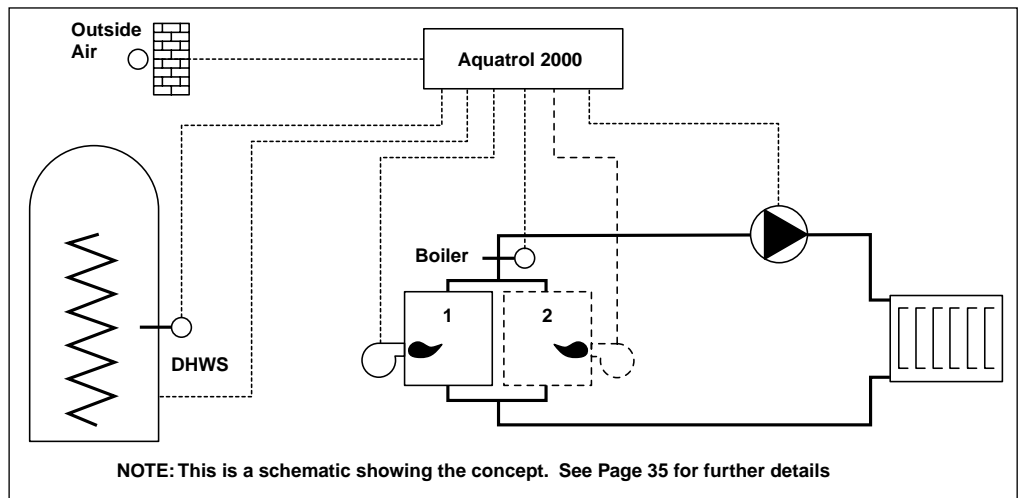 Outside
Air
Aquatrol 2000
Boiler
1
2
DHWS
NOTE: This is a schematic showing the concept. See Page 35 for further details